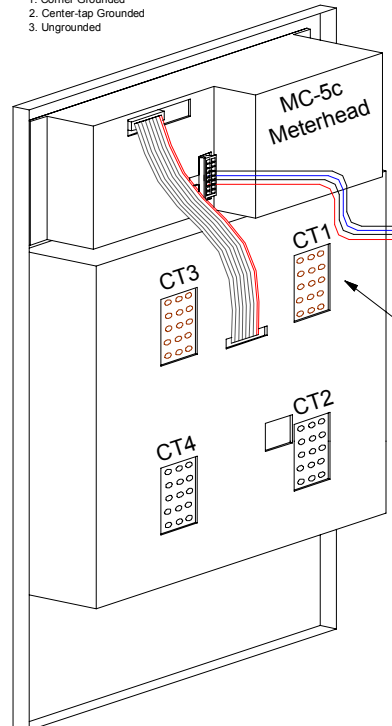 1. Corner Grounded
2. Center-tap Grounded
3. Ungrounded
MC-5c
Meterhead
CT1
CT3
CT2
CT4